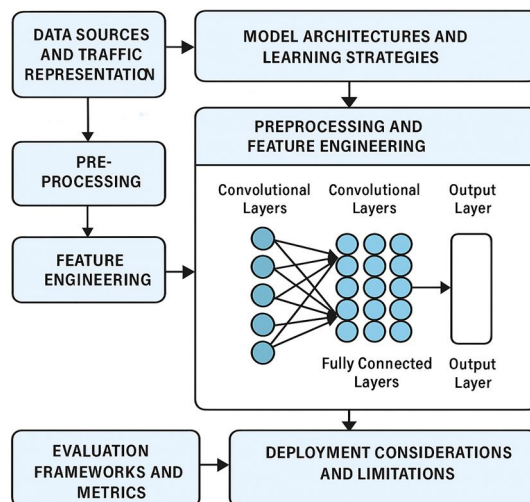 DATA SOURCES
AND TRAFFIC
REPRESENTATION
MODEL ARCHITECTURES AND
LEARNING STRATEGIES
PRE-
PROCESSING
FEATURE
ENGINEERING
PREPROCESSING AND
FEATURE ENGINEERING
Convolutional
Layers
Convolutional
Layers
Output
Layer
Fully Connected
Layers
Output
Layer
EVALUATION
FRAMEWORKS AND
METRICS
DEPLOYMENT CONSIDERATIONS
AND LIMITATIONS